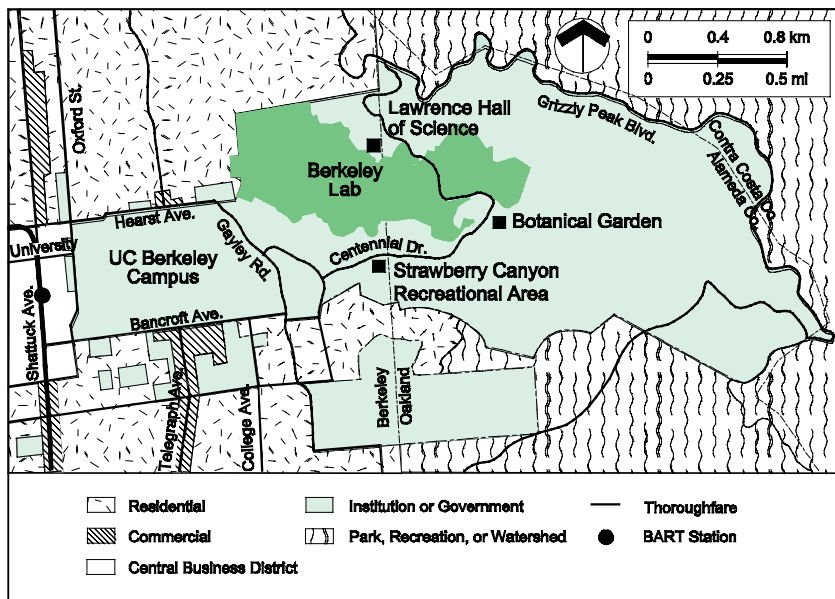 0 0.4 0.8 km
0 0.25 0.5 mi
Oxford St.
Lawrence Hall
of Science
Grizzly Peak Blvd.
Contra Costa Co.
Alameda Co.
Berkeley
Lab
Hearst Ave.
University
Gayley Rd.
Botanical Garden
UC Berkeley
Campus
Centennial Dr.
Strawberry Canyon
Recreational Area
Shattuck Ave.
Bancroft Ave.
Telegraph Ave.
College Ave.
Berkeley
Oakland
Residential
Institution or Government
Thoroughfare
Commercial
Park, Recreation, or Watershed
BART Station
Central Business District